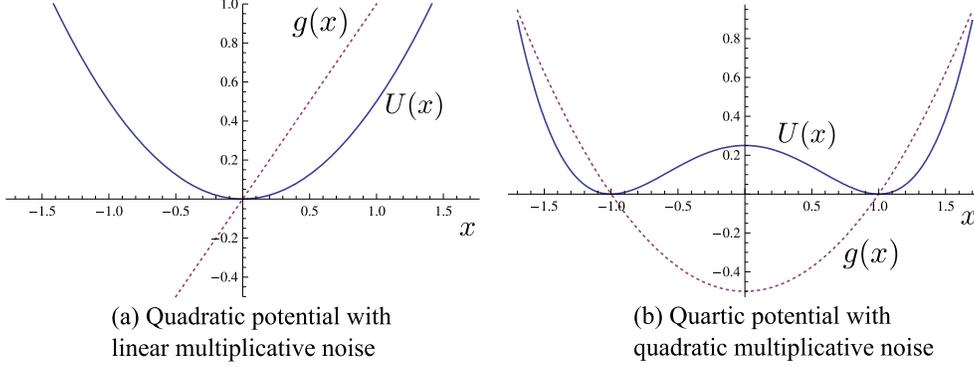 1.0
g(x)
0.8
0.6
U(x)
0.4
0.2
−1.5 −1.0 −0.5 0.5 1.0 1.5
x
−0.2
−0.4
(a) Quadratic potential with
linear multiplicative noise
0.8
0.6
0.4
U(x)
0.2
−1.5 −1.0 −0.5 0.5 1.0 1.5
x
−0.2
g(x)
−0.4
(b) Quartic potential with
quadratic multiplicative noise